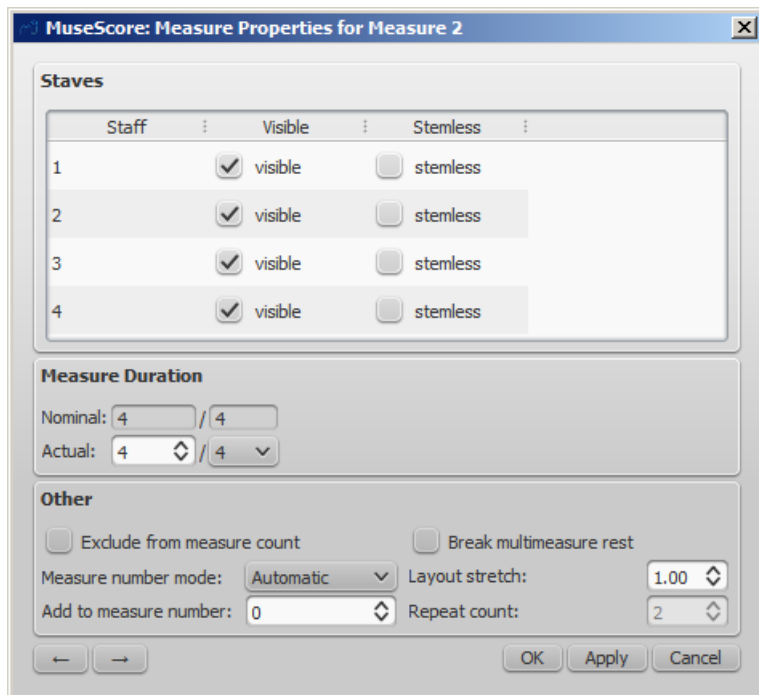 MuseScore: Measure Properties for Measure 2
Staves
Staff Visible Stemless
1 visible stemless
2 visible stemless
3 visible stemless
4 visible stemless
Measure Duration
Nominal: 4 / 4
Actual: 4 / 4
Other
Exclude from measure count Break multimeasure rest
Measure number mode: Automatic Layout stretch: 1.00
Add to measure number: 0 Repeat count: 2
← → OK Apply Cancel